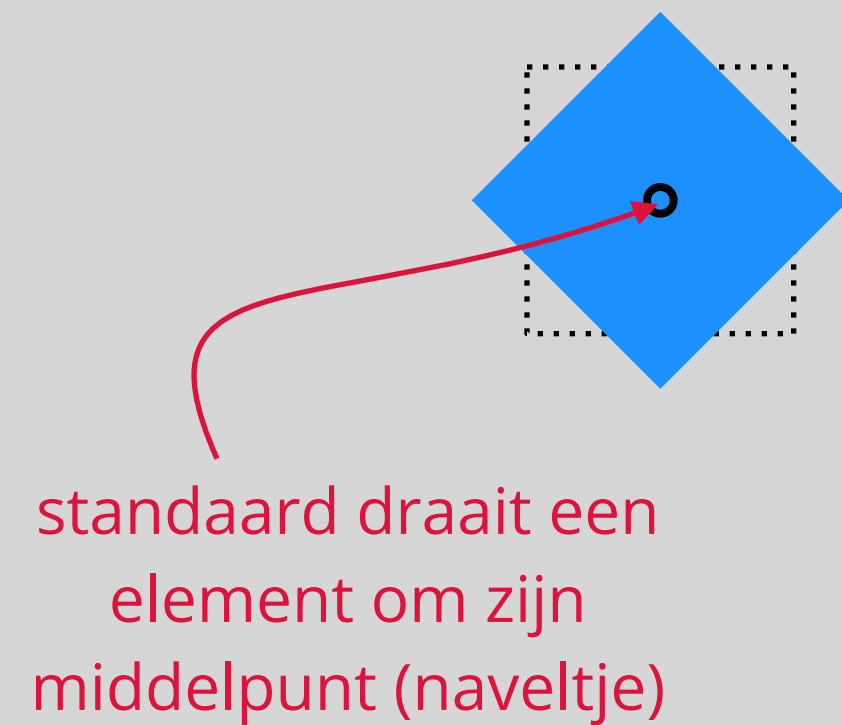 standaard draait een
element om zijn
middelpunt (naveltje)